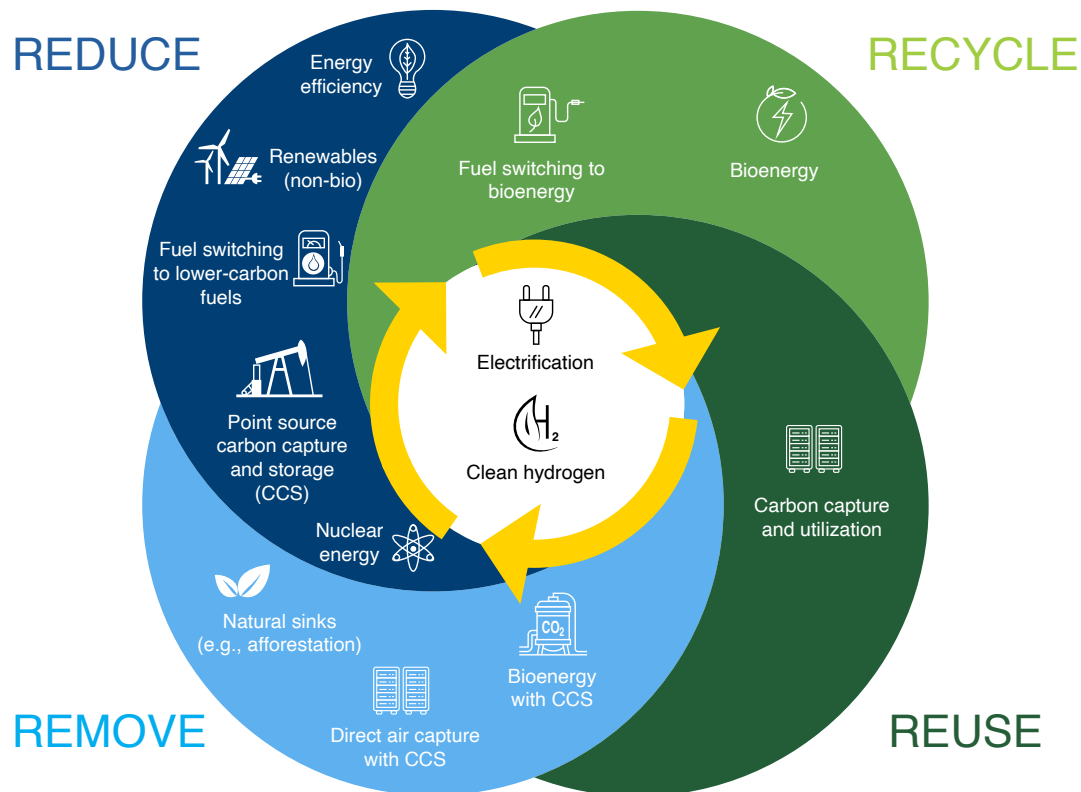 REDUCE
RECYCLE
Energy
efficiency
Renewables
(non-bio)
Fuel switching
to lower-carbon
fuels
Point source
carbon capture
and storage
(CCS)
Nuclear
energy
Fuel switching to
bioenergy
Bioenergy
Electrification
H2
Clean hydrogen
Carbon capture
and utilization
Natural sinks
(e.g., afforestation)
Direct air capture
with CCS
CO2
Bioenergy
with CCS
REMOVE
REUSE